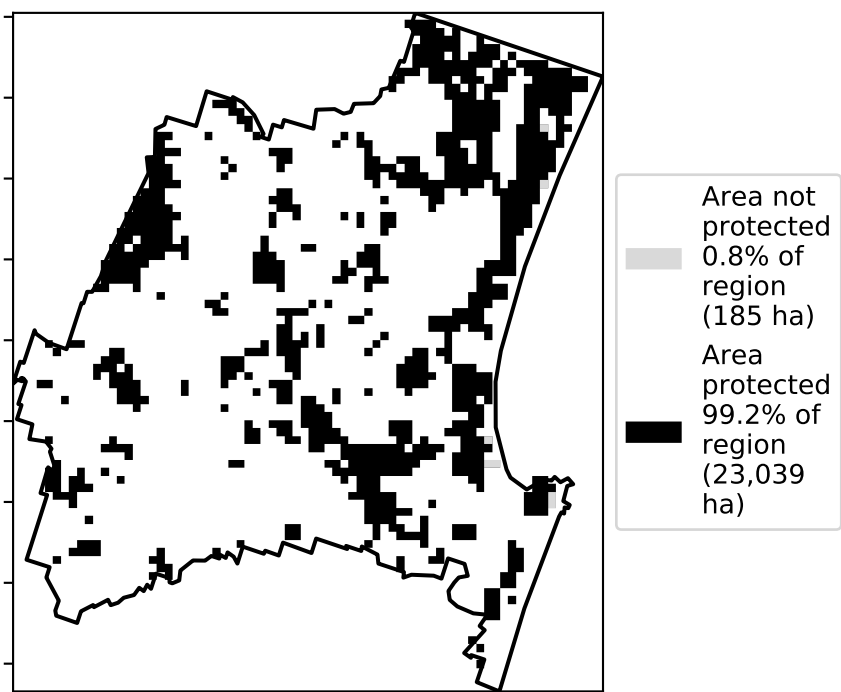 Area not
protected
0.8% of
region
(185 ha)
Area
protected
99.2% of
region
(23,039
ha)